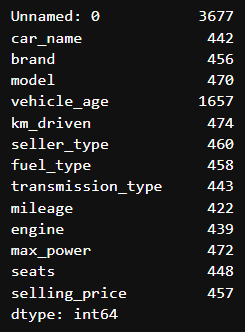 Unnamed: 0 3677
car_name 442
brand 456
model 470
vehicle_age 1657
km_driven 474
seller_type 460
fuel_type 458
transmission_type 443
mileage 422
engine 439
max_power 472
seats 448
selling_price 457
dtype: int64